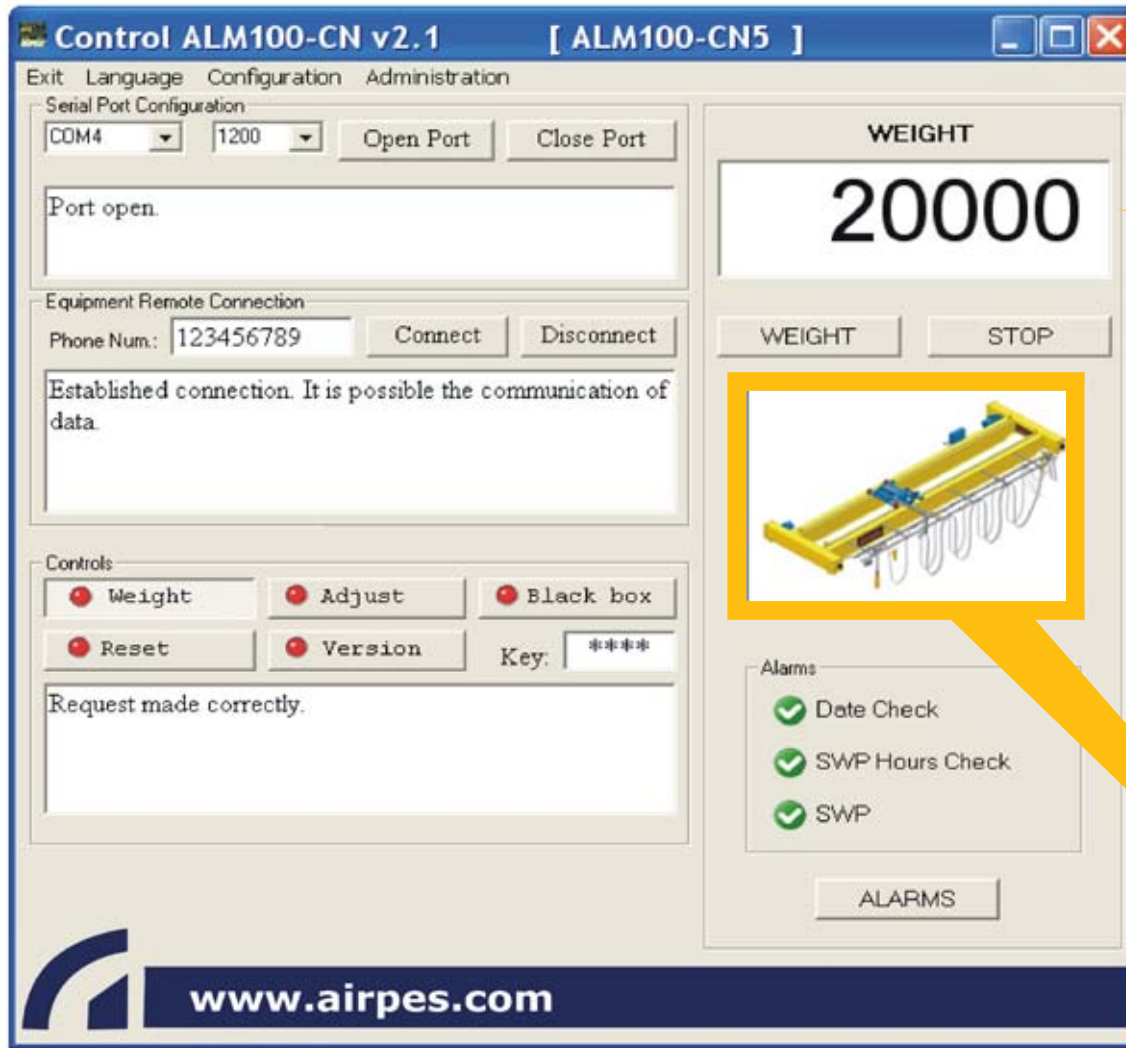 Control ALM100-CN v2.1 [ ALM100-CN5 ]
Exit Language Configuration Administration
Serial Port Configuration
COM4 1200 Open Port Close Port
Port open.
Equipment Remote Connection
Phone Num.: 123456789 Connect Disconnect
Established connection. It is possible the communication of
data.
Controls
Weight Adjust Black box
Reset Version Key: ****
Request made correctly.
WEIGHT
20000
WEIGHT STOP
Alarms
Date Check
SWP Hours Check
SWP
ALARMS
www.airpes.com